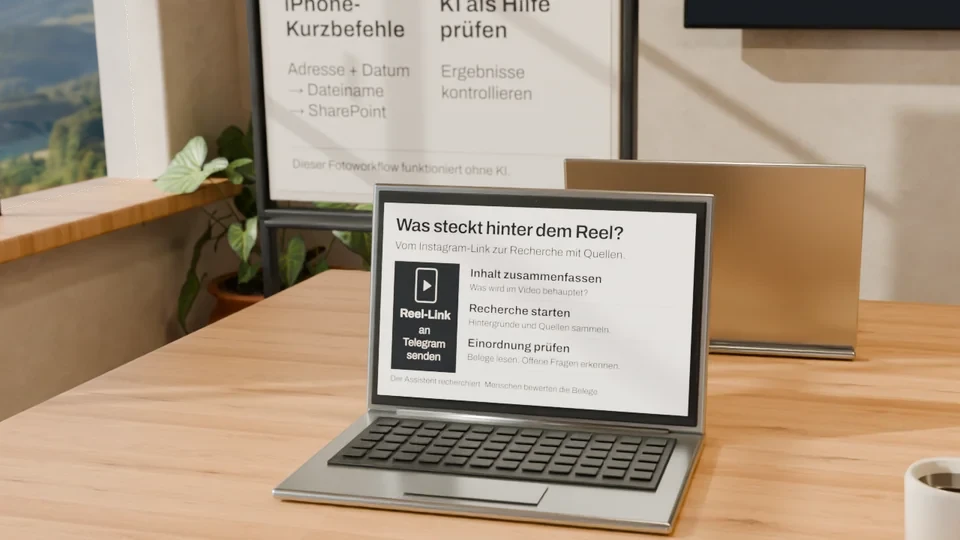 iPhone-
Kurzbefehle
Adresse + Datum
→ Dateiname
→ SharePoint
KI als Hilfe
prüfen
Ergebnisse
kontrollieren
Dieser Fotoworkflow funktioniert ohne KI.
Was steckt hinter dem Reel?
Vom Instagram-Link zur Recherche mit Quellen.
Reel-Link
an
Telegram
senden
Inhalt zusammenfassen
Was wird im Video behauptet?
Recherche starten
Hintergründe und Quellen sammeln.
Einordnung prüfen
Belege lesen. Offene Fragen erkennen.
Der Assistent recherchiert. Menschen bewerten die Belege.